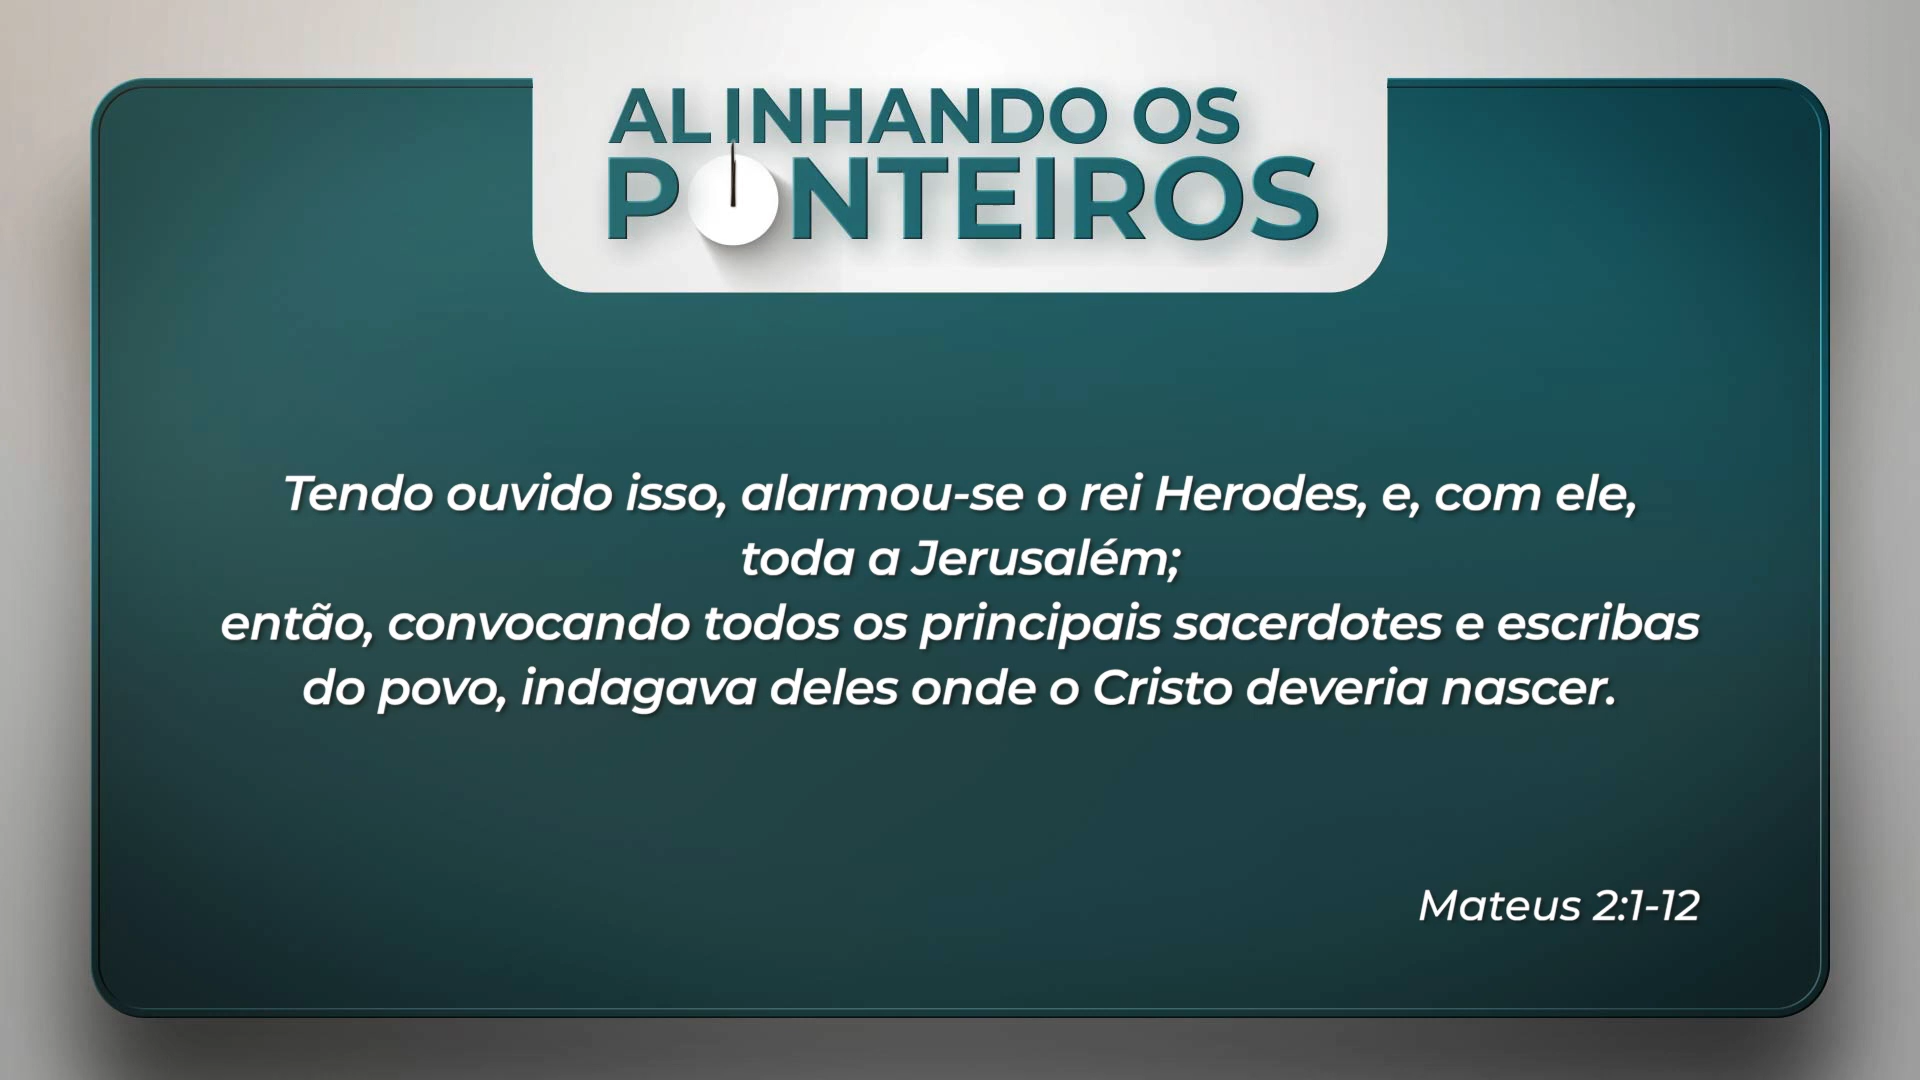 ALINHANDO OS
PONTEIROS
Tendo ouvido isso, alarmou-se o rei Herodes, e, com ele,
toda a Jerusalém;
então, convocando todos os principais sacerdotes e escribas
do povo, indagava deles onde o Cristo deveria nascer.
Mateus 2:1-12